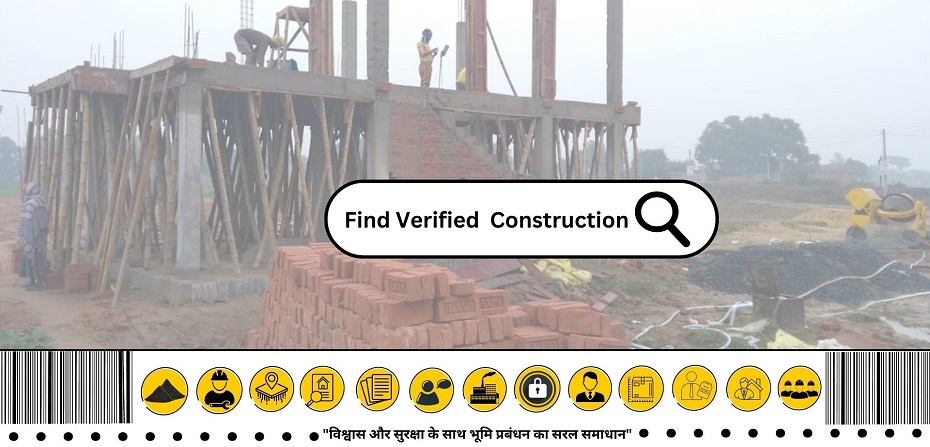 Find Verified Construction
"विश्वास और सुरक्षा के साथ भूमि प्रबंधन का सरल समाधान"